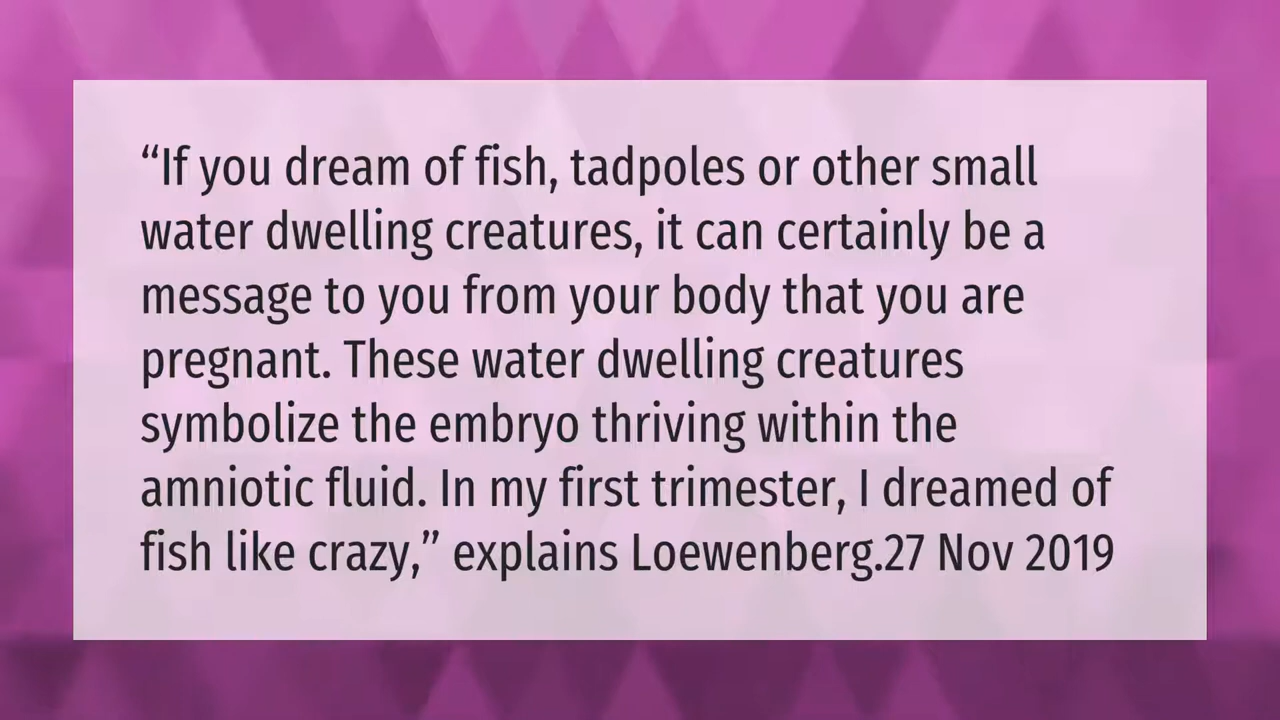 “If you dream of fish, tadpoles or other small
water dwelling creatures, it can certainly be a
message to you from your body that you are
pregnant. These water dwelling creatures
symbolize the embryo thriving within the
amniotic fluid. In my first trimester, I dreamed of
fish like crazy,” explains Loewenberg.27 Nov 2019